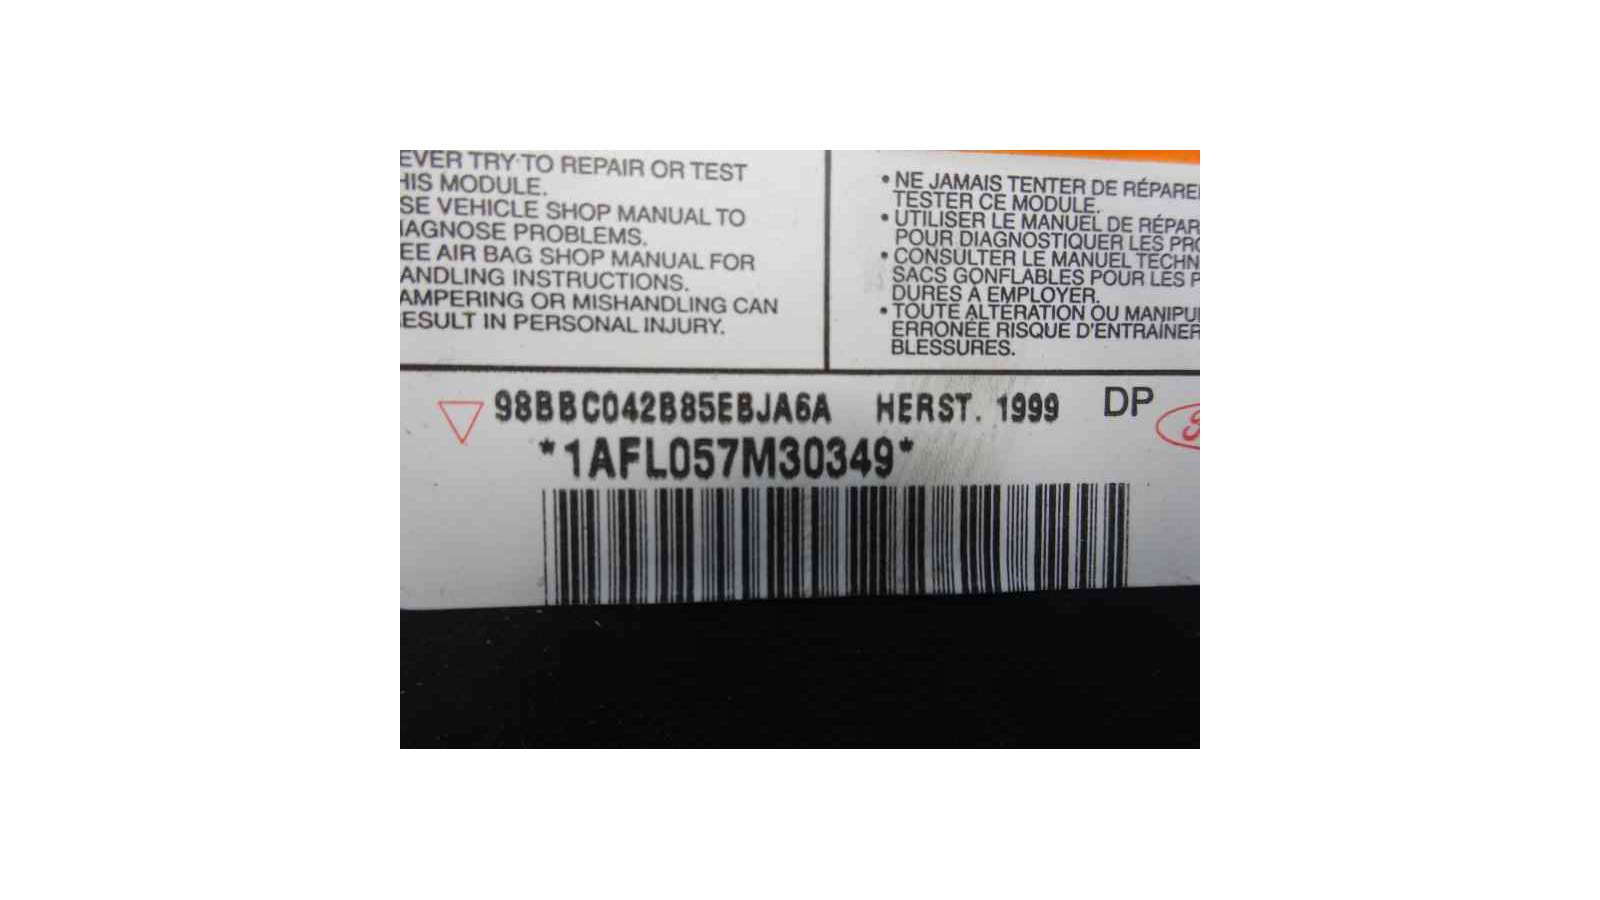 EVER TRY TO REPAIR OR TEST
HIS MODULE.
SE VEHICLE SHOP MANUAL TO
IAGNOSE PROBLEMS.
EE AIR BAG SHOP MANUAL FOR
ANDLING INSTRUCTIONS.
AMPERING OR MISHANDLING CAN
ESULT IN PERSONAL INJURY.
• NE JAMAIS TENTER DE RÉPARE
TESTER CE MODULE.
• UTILISER LE MANUEL DE RÉPAR
POUR DIAGNOSTIQUER LES PRO
• CONSULTER LE MANUEL TECHN
SACS GONFLABLES POUR LES P
DURES À EMPLOYER.
• TOUTE ALTÉRATION OU MANIPU
ERRONÉE RISQUE D'ENTRAÎNER
BLESSURES.
98BBC042B85EBJA6A HERST. 1999 DP
*1AFL057M30349*